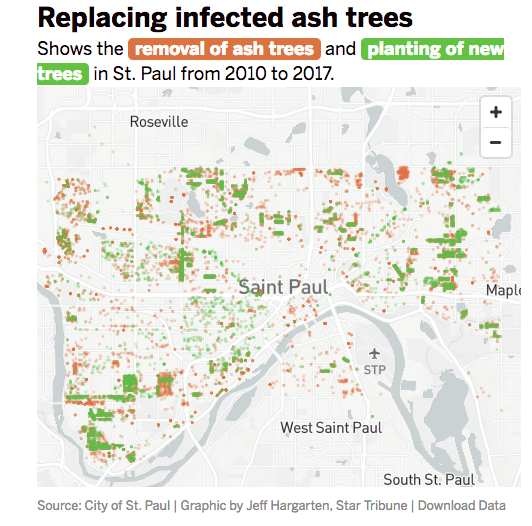 Replacing infected ash trees
Shows the removal of ash trees and planting of new
trees in St. Paul from 2010 to 2017.
Roseville
+
−
Saint Paul
Maple
STP
West Saint Paul
South St. Paul
Source: City of St. Paul | Graphic by Jeff Hargarten, Star Tribune | Download Data